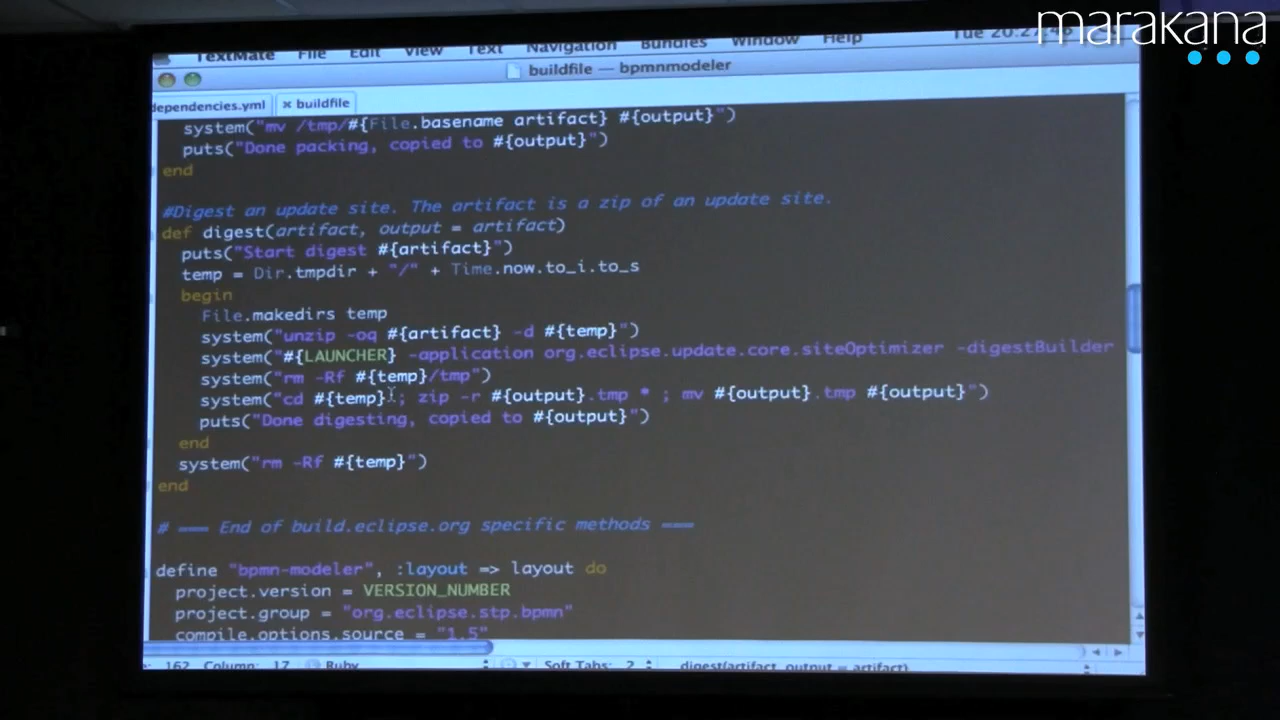 marakana
TextMate File Edit View Text Navigation Bundles Window Help Tue 20:2
buildfile — bpmnmodeler
dependencies.yml × buildfile
system("mv /tmp/#{File.basename artifact} #{output}")
puts("Done packing, copied to #{output}")
end
#Digest an update site. The artifact is a zip of an update site.
def digest(artifact, output = artifact)
puts("Start digest #{artifact}")
temp = Dir.tmpdir + "/" + Time.now.to_i.to_s
begin
File.makedirs temp
system("unzip -oq #{artifact} -d #{temp}")
system("#{LAUNCHER} -application org.eclipse.update.core.siteOptimizer -digestBuilder
system("rm -Rf #{temp}/tmp")
system("cd #{temp} ; zip -r #{output}.tmp * ; mv #{output}.tmp #{output}")
puts("Done digesting, copied to #{output}")
end
system("rm -Rf #{temp}")
end
# === End of build.eclipse.org specific methods ===
define "bpmn-modeler", :layout => layout do
project.version = VERSION_NUMBER
project.group = "org.eclipse.stp.bpmn"
compile.options.source = "1.5"
162 Column: 17 Ruby Soft Tabs: 2 digest(artifact, output = artifact)